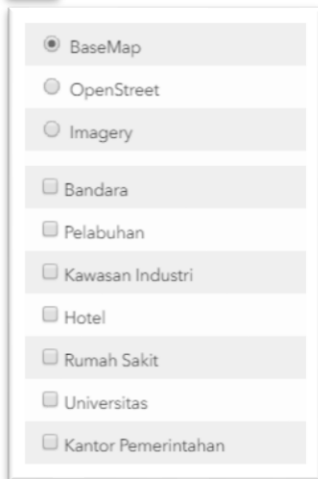 BaseMap
OpenStreet
Imagery
Bandara
Pelabuhan
Kawasan Industri
Hotel
Rumah Sakit
Universitas
Kantor Pemerintahan